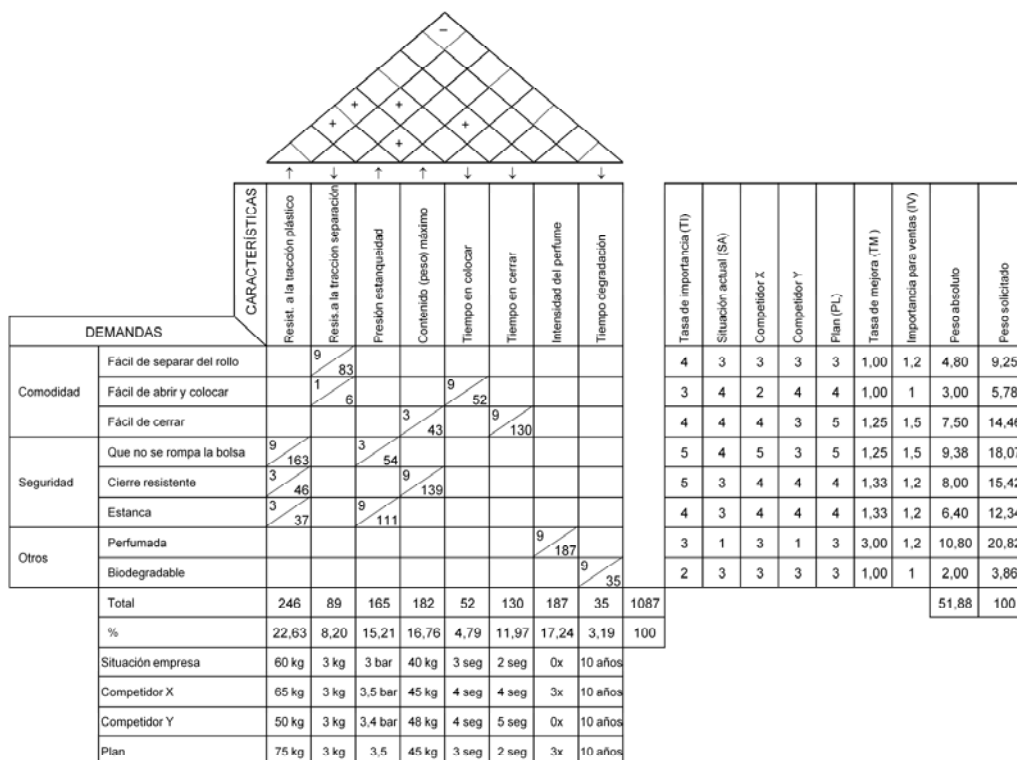 −
+ +
+ +
+
↑ ↓ ↑ ↑ ↓ ↓ ↓
CARACTERÍSTICAS
Resist. a la tracción plástico
Resis.a la traccion separación
Presión estanqueidad
Contenido (peso) máximo
Tiempo en colocar
Tiempo en cerrar
Intensidad del perfume
Tiempo degradación
Tasa de importancia (TI)
Situación actual (SA)
Competidor X
Competidor Y
Plan (PL)
Tasa de mejora (TM )
Importancia para ventas (IV)
Peso absoluto
Peso solicitado
DEMANDAS
Comodidad
Fácil de separar del rollo 9 83 4 3 3 3 3 1,00 1,2 4,80 9,25
Fácil de abrir y colocar 1 6 9 52 3 4 2 4 4 1,00 1 3,00 5,78
Fácil de cerrar 3 43 9 130 4 4 4 3 5 1,25 1,5 7,50 14,46
Seguridad
Que no se rompa la bolsa 9 163 3 54 5 4 5 3 5 1,25 1,5 9,38 18,07
Cierre resistente 3 46 9 139 5 3 4 4 4 1,33 1,2 8,00 15,42
Estanca 3 37 9 111 4 3 4 4 4 1,33 1,2 6,40 12,34
Otros
Perfumada 9 187 3 1 3 1 3 3,00 1,2 10,80 20,82
Biodegradable 9 35 2 3 3 3 3 1,00 1 2,00 3,86
Total 246 89 165 182 52 130 187 35 1087 51,88 100
% 22,63 8,20 15,21 16,76 4,79 11,97 17,24 3,19 100
Situación empresa 60 kg 3 kg 3 bar 40 kg 3 seg 2 seg 0x 10 años
Competidor X 65 kg 3 kg 3,5 bar 45 kg 4 seg 4 seg 3x 10 años
Competidor Y 50 kg 3 kg 3,4 bar 48 kg 4 seg 5 seg 0x 10 años
Plan 75 kg 3 kg 3,5 45 kg 3 seg 2 seg 3x 10 años